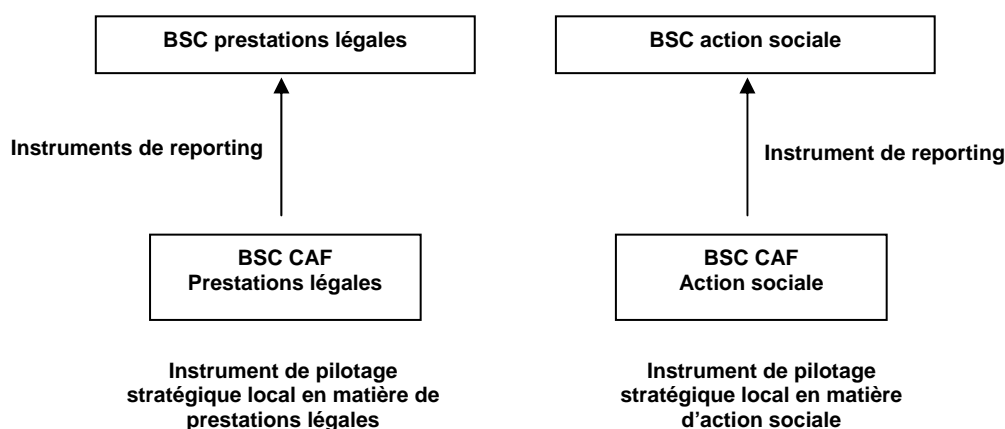 BSC prestations légales
BSC action sociale
Instruments de reporting
Instrument de reporting
BSC CAF
Prestations légales
BSC CAF
Action sociale
Instrument de pilotage
stratégique local en matière de
prestations légales
Instrument de pilotage
stratégique local en matière
d'action sociale